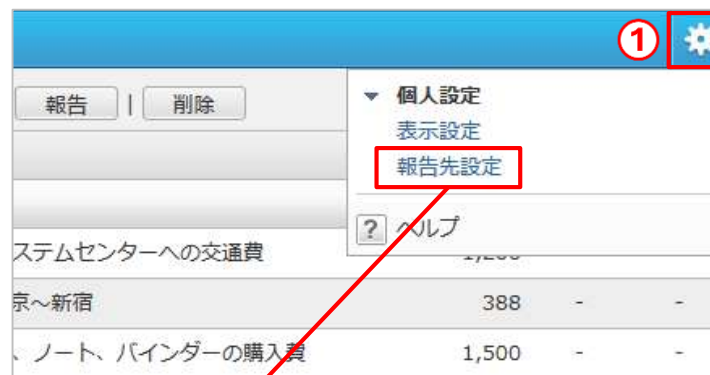 ①
報告 | 削除
個人設定
表示設定
報告先設定
? ヘルプ
ステムセンターへの交通費
京～新宿 388 - -
、ノート、バインダーの購入費 1,500 - -